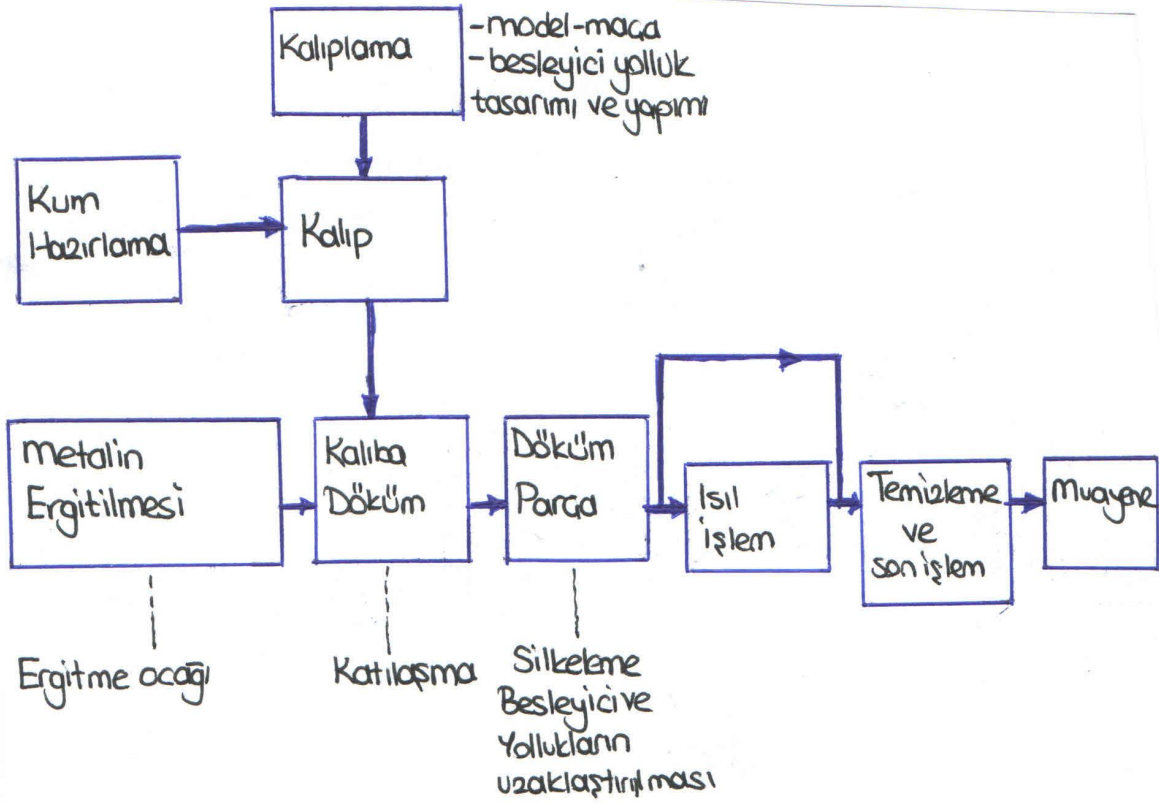 Kalıplama
-model-maça
-besleyici yolluk
tasarımı ve yapımı
Kum
Hazırlama
Kalıp
Metalin
Ergitilmesi
Kalıba
Döküm
Döküm
Parça
Isıl
işlem
Temizleme
ve
son işlem
Muayene
Ergitme ocağı
Katılaşma
Silkeleme
Besleyici ve
Yollukların
uzaklaştırılması